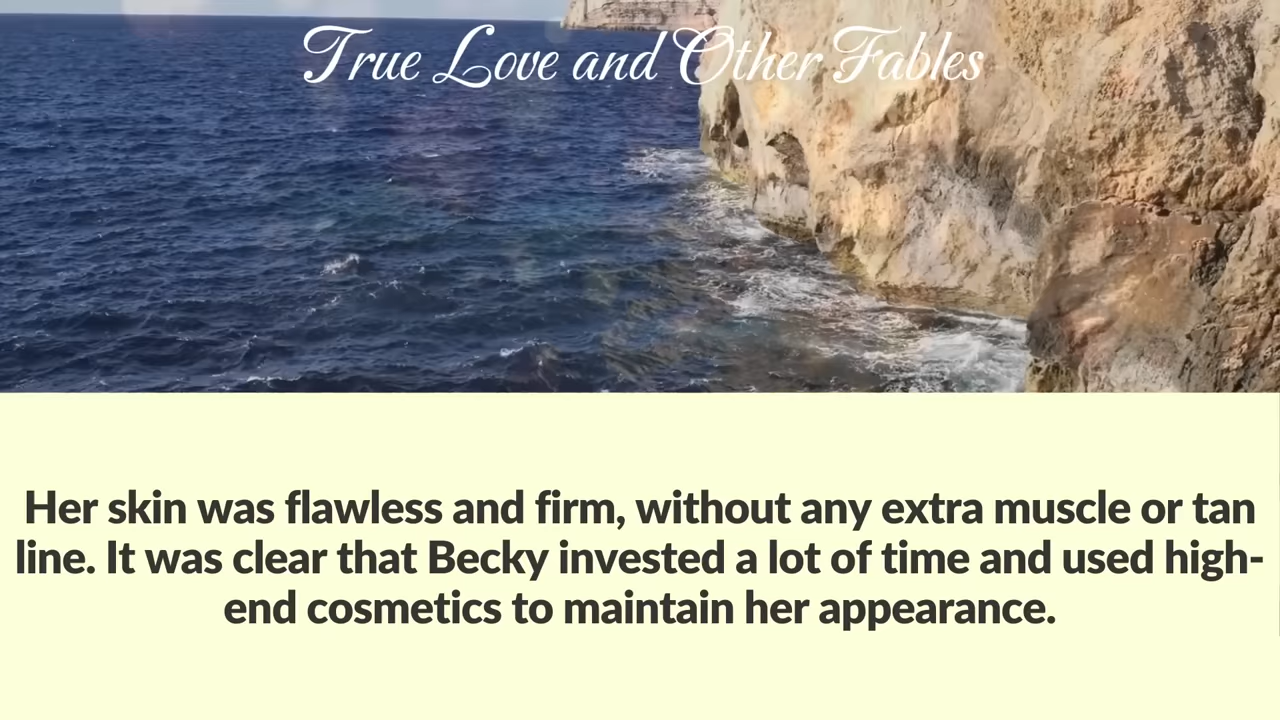 True Love and Other Fables
Her skin was flawless and firm, without any extra muscle or tan
line. It was clear that Becky invested a lot of time and used high-
end cosmetics to maintain her appearance.